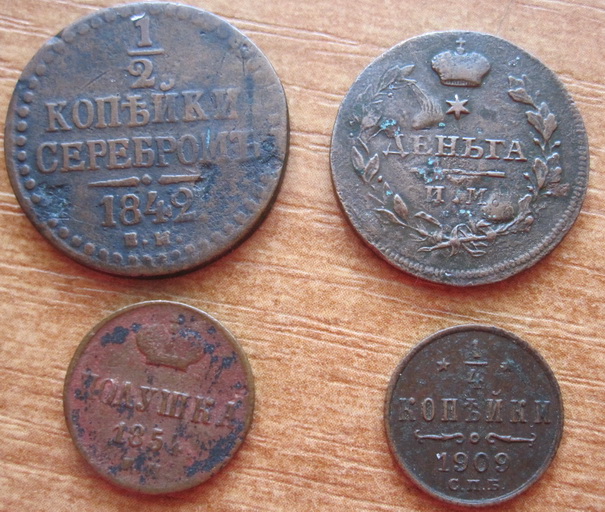 1/2
КОПѢЙКИ
СЕРЕБРОМЪ
1842
ДЕНЬГА
И.М.
ПОЛУШКА
1/4
КОПѢЙКИ
1909
С.П.Б.